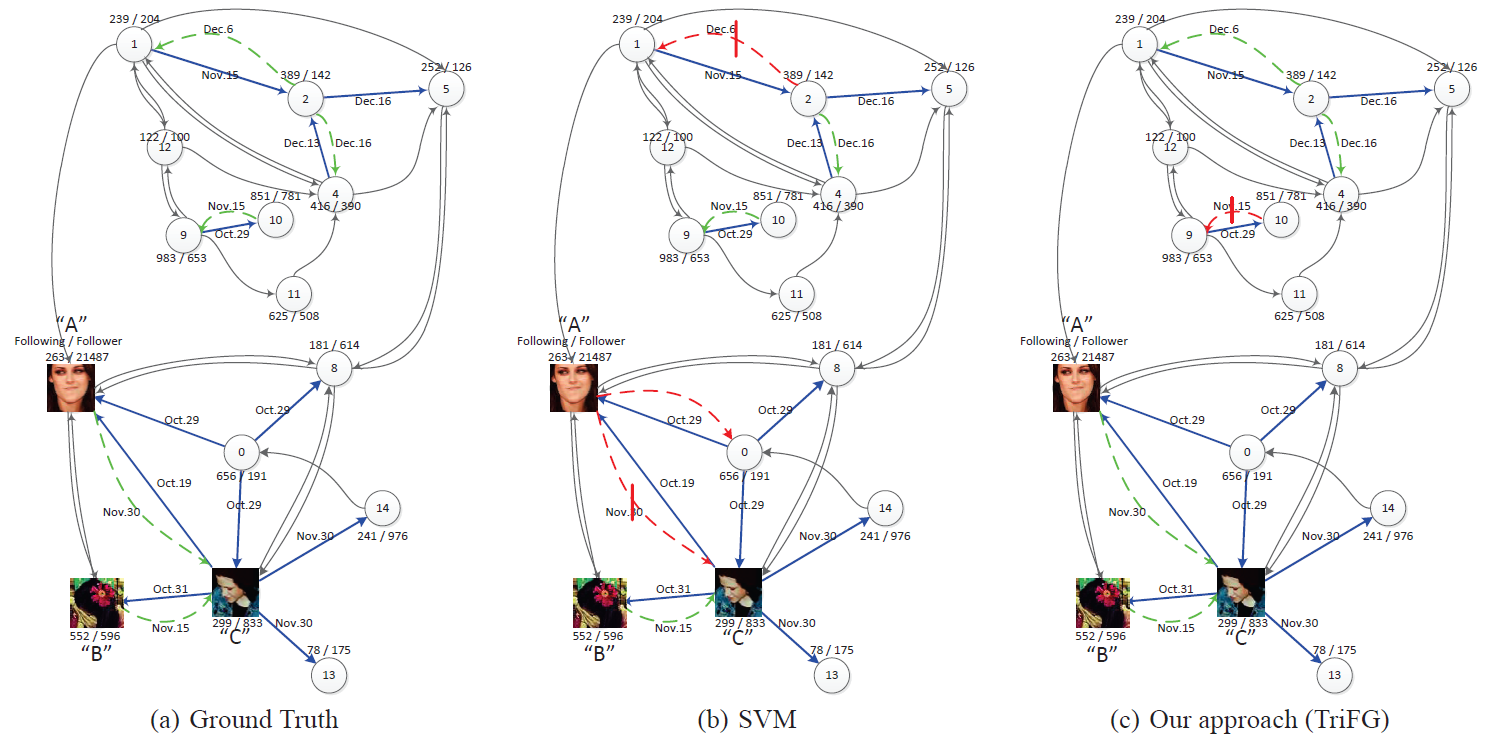 239 / 204
1
Dec.6
Nov.15
389 / 142
2
252 / 126
5
Dec.16
122 / 100
12
Dec.13
Dec.16
4
416 / 390
851 / 781
Nov.15
10
9
Oct.29
983 / 653
11
625 / 508
“A”
Following / Follower
263 / 21487
181 / 614
8
Oct.29
Oct.29
0
656 / 191
Oct.19
Oct.29
Nov.30
14
241 / 976
Nov.30
Oct.31
Nov.15
552 / 596
“B”
299 / 833
“C”
Nov.30
78 / 175
13
(a) Ground Truth
239 / 204
1
Dec.6
Nov.15
389 / 142
2
252 / 126
5
Dec.16
122 / 100
12
Dec.13
Dec.16
4
416 / 390
851 / 781
Nov.15
10
9
Oct.29
983 / 653
11
625 / 508
“A”
Following / Follower
263 / 21487
181 / 614
8
Oct.29
Oct.29
0
656 / 191
Oct.19
Oct.29
Nov.30
14
241 / 976
Nov.30
Oct.31
Nov.15
552 / 596
“B”
299 / 833
“C”
Nov.30
78 / 175
13
(b) SVM
239 / 204
1
Dec.6
Nov.15
389 / 142
2
252 / 126
5
Dec.16
122 / 100
12
Dec.13
Dec.16
4
416 / 390
851 / 781
Nov.15
10
9
Oct.29
983 / 653
11
625 / 508
“A”
Following / Follower
263 / 21487
181 / 614
8
Oct.29
Oct.29
0
656 / 191
Oct.19
Oct.29
Nov.30
14
241 / 976
Nov.30
Oct.31
Nov.15
552 / 596
“B”
299 / 833
“C”
Nov.30
78 / 175
13
(c) Our approach (TriFG)